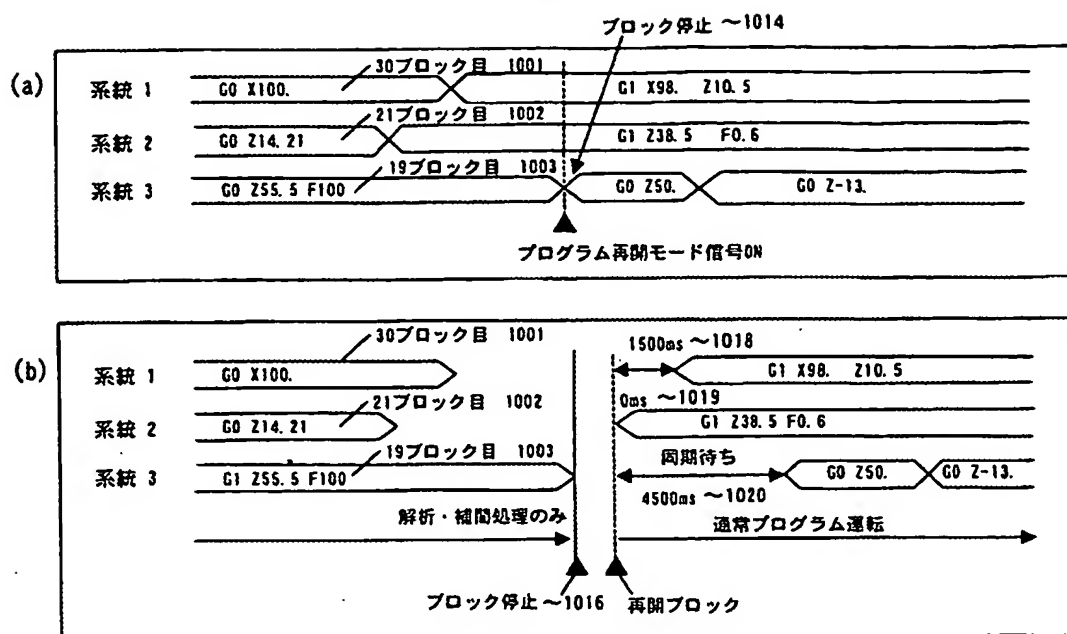 ブロック停止 ～1014
(a)
30ブロック目 1001
系統 1
G0 X100.
G1 X98. Z10.5
21ブロック目 1002
系統 2
G0 Z14.21
G1 Z38.5 F0.6
19ブロック目 1003
系統 3
G0 Z55.5 F100
G0 Z50.
G0 Z-13.
プログラム再開モード信号ON
(b)
30ブロック目 1001
1500ms ～1018
系統 1
G0 X100.
G1 X98. Z10.5
21ブロック目 1002
0ms ～1019
系統 2
G0 Z14.21
G1 Z38.5 F0.6
19ブロック目 1003
同期待ち
系統 3
G1 Z55.5 F100
G0 Z50.
G0 Z-13.
4500ms ～1020
解析・補間処理のみ
通常プログラム運転
ブロック停止～1016
再開ブロック